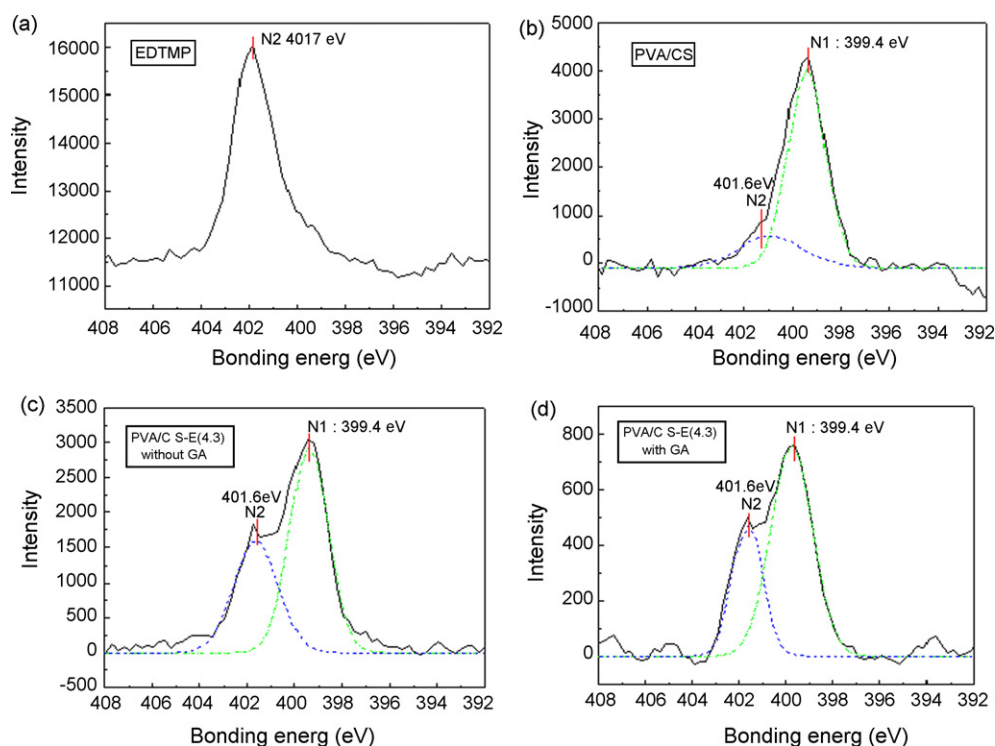 (a)
EDTMP
N2 4017 eV
16000
15000
14000
13000
12000
11000
Intensity
408 406 404 402 400 398 396 394 392
Bonding energ (eV)
(b)
PVA/CS
N1 : 399.4 eV
401.6eV
N2
5000
4000
3000
2000
1000
0
-1000
Intensity
408 406 404 402 400 398 396 394 392
Bonding energ (eV)
(c)
PVA/C S-E(4.3)
without GA
N1 : 399.4 eV
401.6eV
N2
3500
3000
2500
2000
1500
1000
500
0
-500
Intensity
408 406 404 402 400 398 396 394 392
Bonding energ (eV)
(d)
PVA/C S-E(4.3)
with GA
N1 : 399.4 eV
401.6eV
N2
800
600
400
200
0
Intensity
408 406 404 402 400 398 396 394 392
Bonding energ (eV)